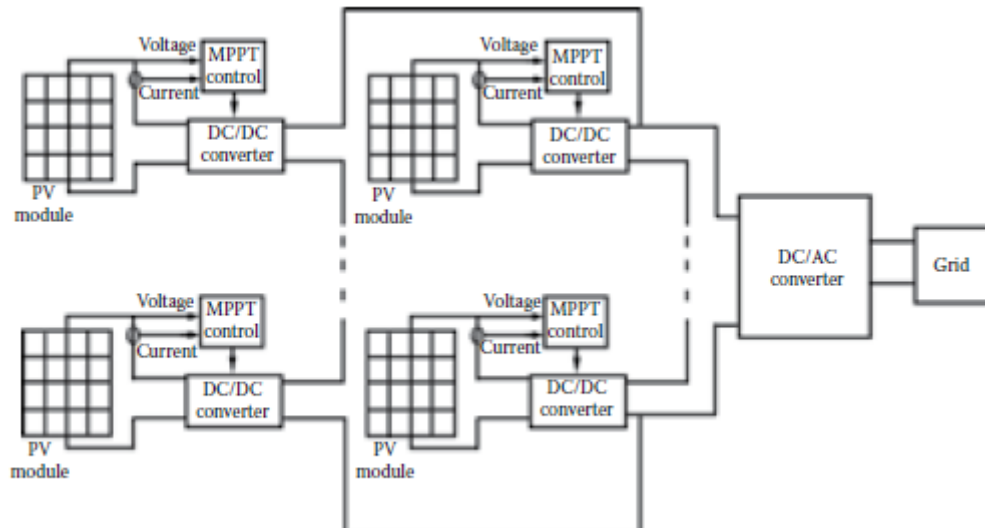 Voltage
MPPT
control
Current
DC/DC
converter
PV
module
Voltage
MPPT
control
Current
DC/DC
converter
PV
module
DC/AC
converter
Grid
Voltage
MPPT
control
Current
DC/DC
converter
PV
module
Voltage
MPPT
control
Current
DC/DC
converter
PV
module